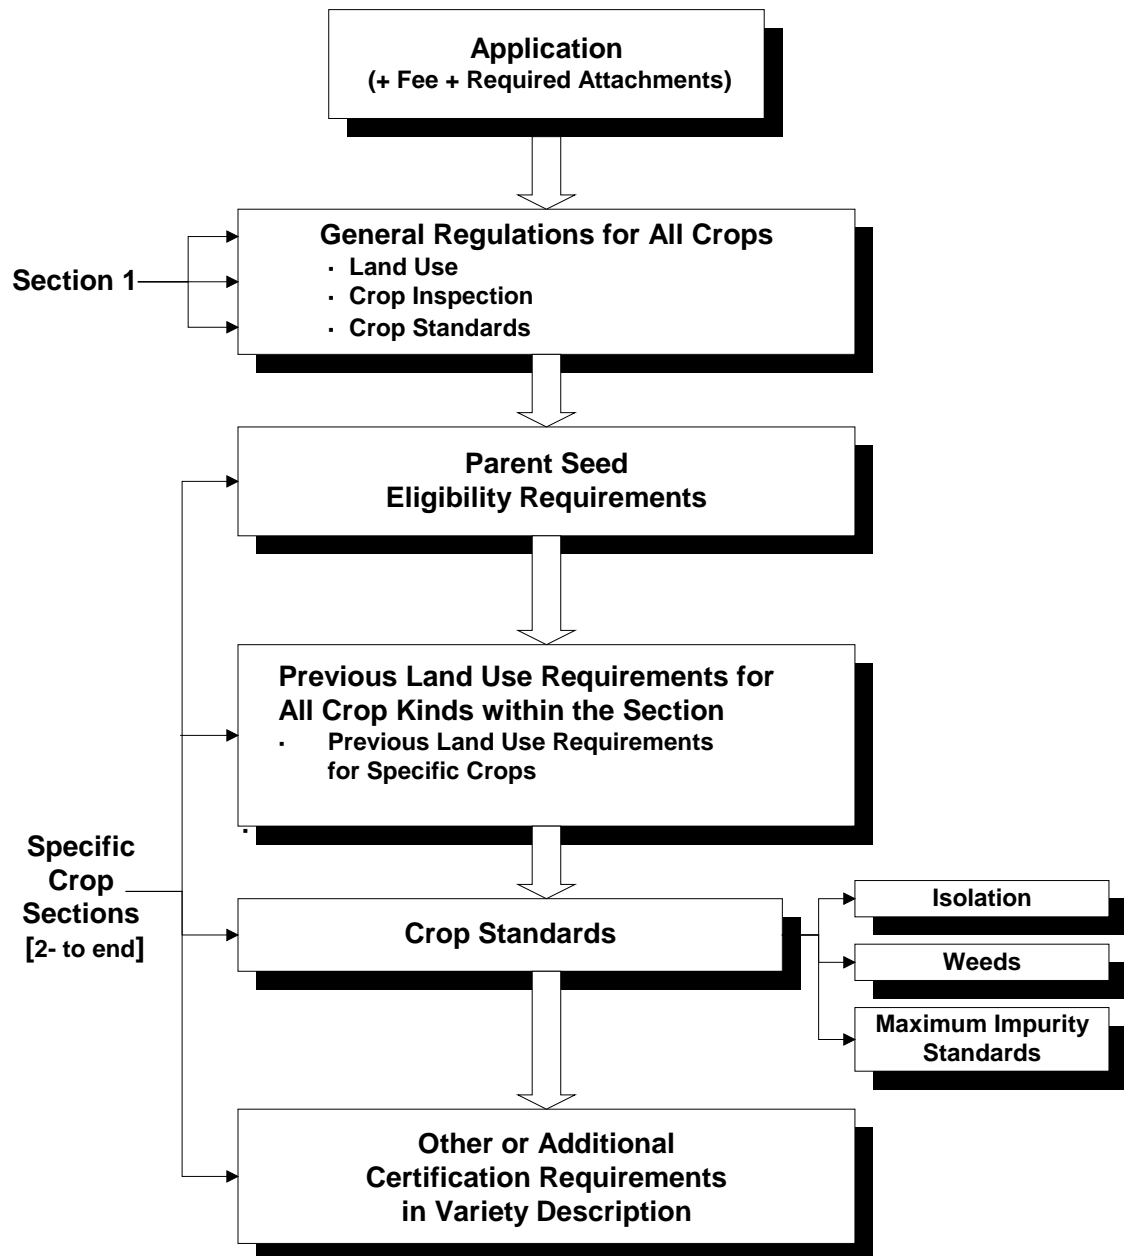 Application
(+ Fee + Required Attachments)
General Regulations for All Crops
· Land Use
· Crop Inspection
· Crop Standards
Section 1
Parent Seed
Eligibility Requirements
Previous Land Use Requirements for
All Crop Kinds within the Section
· Previous Land Use Requirements
for Specific Crops
·
Specific
Crop
Sections
[2- to end]
Crop Standards
Isolation
Weeds
Maximum Impurity
Standards
Other or Additional
Certification Requirements
in Variety Description